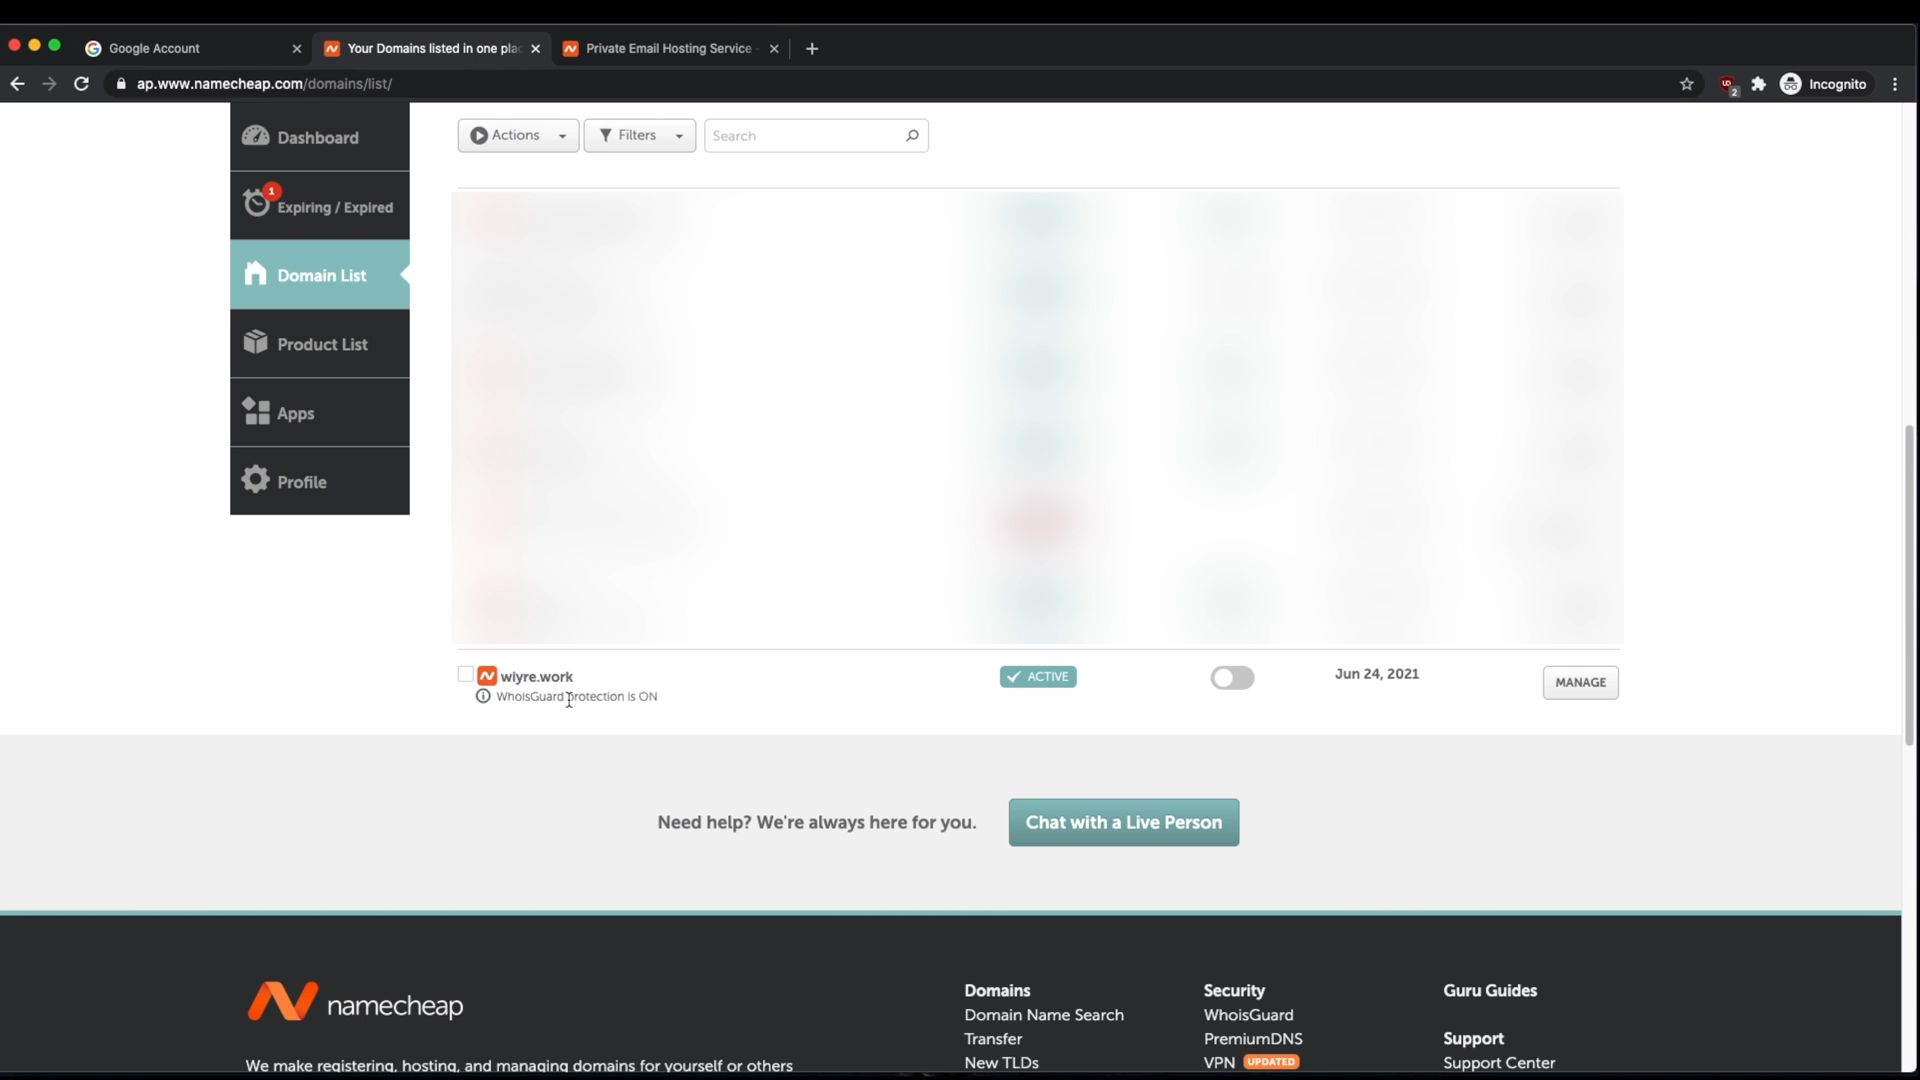 Google Account
Your Domains listed in one pla
Private Email Hosting Service -
ap.www.namecheap.com/domains/list/
2
Incognito
Dashboard
1
Expiring / Expired
Domain List
Product List
Apps
Profile
Actions
Filters
Search
wiyre.work
WhoisGuard protection is ON
ACTIVE
Jun 24, 2021
MANAGE
Need help? We're always here for you.
Chat with a Live Person
namecheap
We make registering, hosting, and managing domains for yourself or others
Domains
Domain Name Search
Transfer
New TLDs
Security
WhoisGuard
PremiumDNS
VPN UPDATED
Guru Guides
Support
Support Center